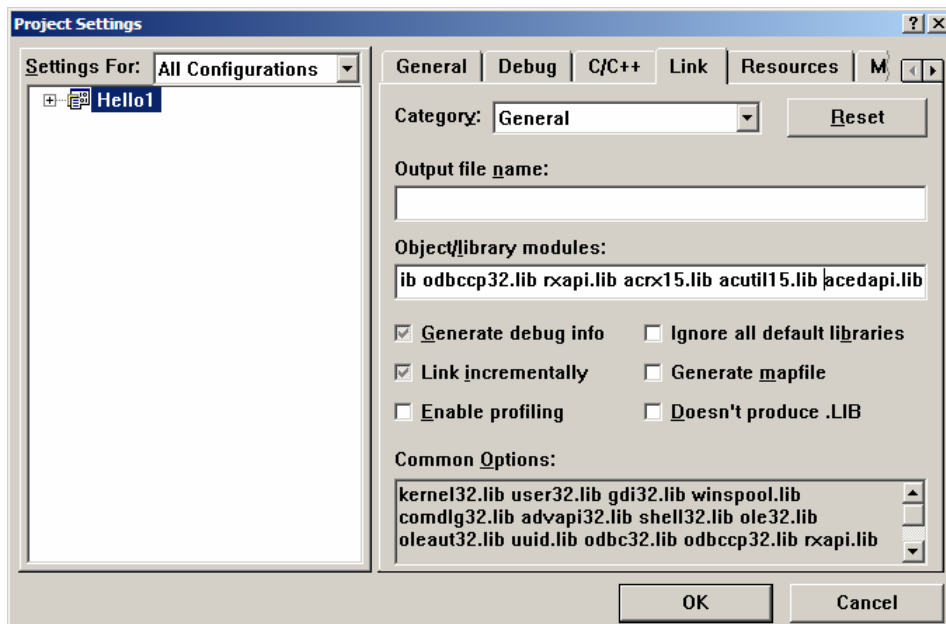 Project Settings
Settings For: All Configurations
Hello1
General Debug C/C++ Link Resources M
Category: General Reset
Output file name:
Object/library modules:
ib odbccp32.lib rxapi.lib acrx15.lib acutil15.lib acedapi.lib
Generate debug info Ignore all default libraries
Link incrementally Generate mapfile
Enable profiling Doesn't produce .LIB
Common Options:
kernel32.lib user32.lib gdi32.lib winspool.lib
comdlg32.lib advapi32.lib shell32.lib ole32.lib
oleaut32.lib uuid.lib odbc32.lib odbccp32.lib rxapi.lib
OK Cancel